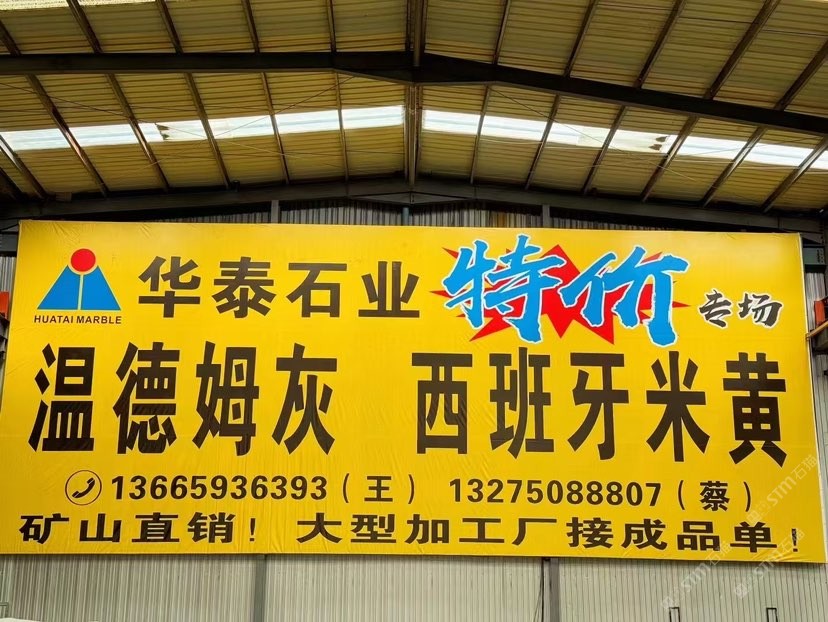 华泰石业 特价 专场
HUATAI MARBLE
温德姆灰 西班牙米黄
13665936393（王） 13275088807（蔡）
矿山直销！大型加工厂接成品单！